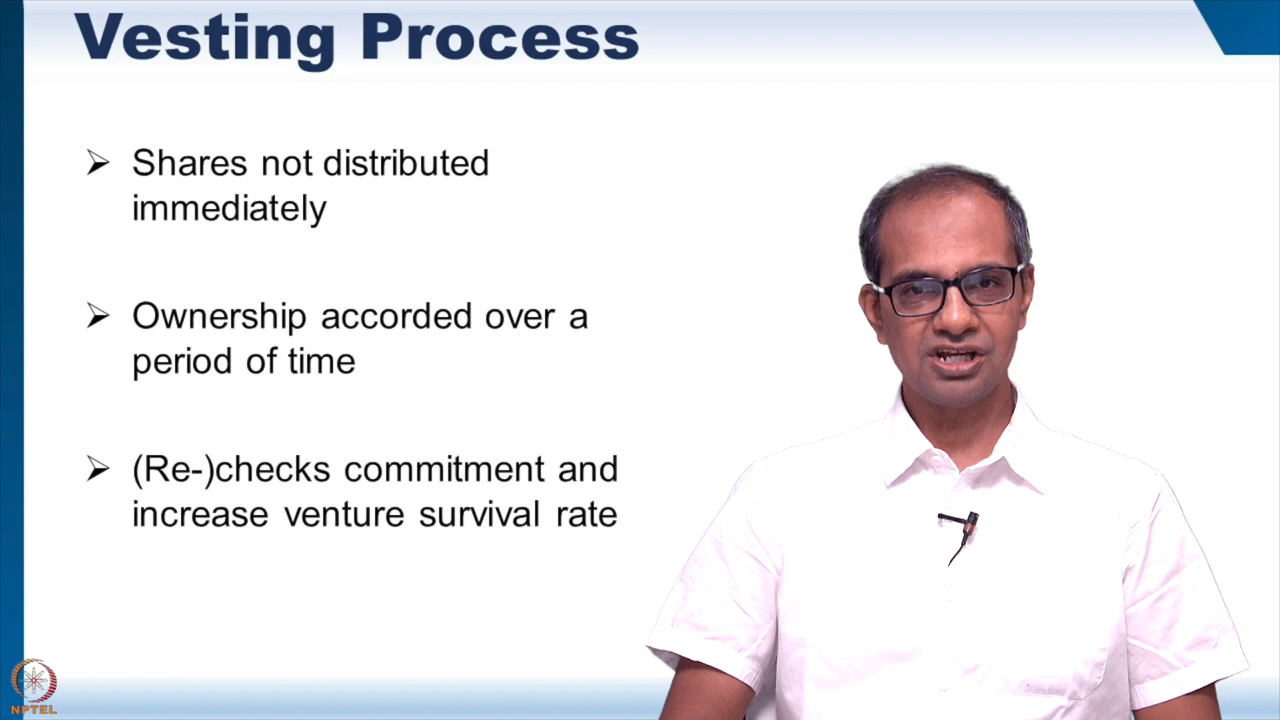 Vesting Process
➢ Shares not distributed
immediately
➢ Ownership accorded over a
period of time
➢ (Re-)checks commitment and
increase venture survival rate
NPTEL